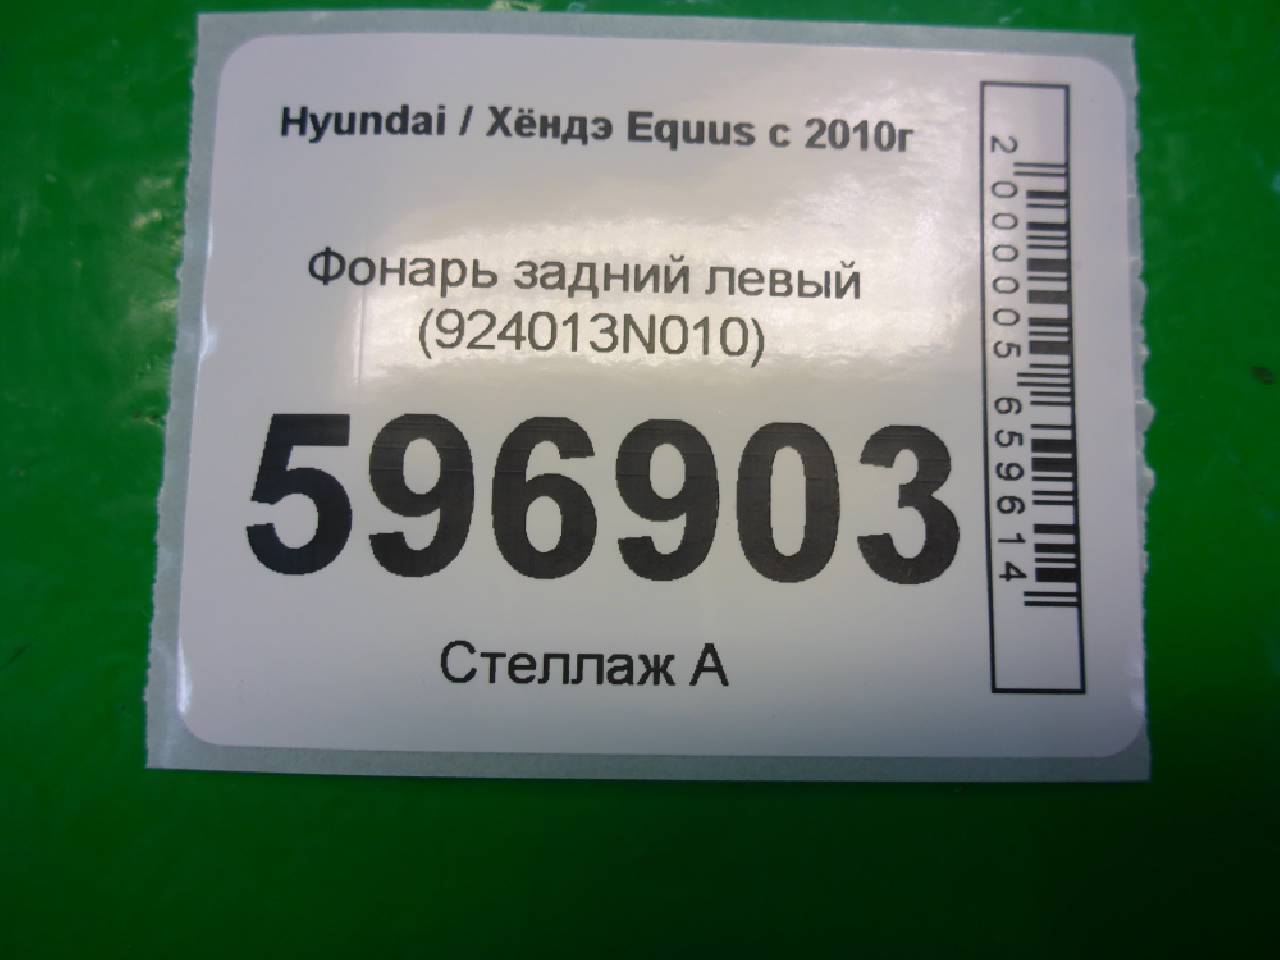 Hyundai / Хёндэ Equus с 2010г
Фонарь задний левый
(924013N010)
596903
Стеллаж А
2000005659614